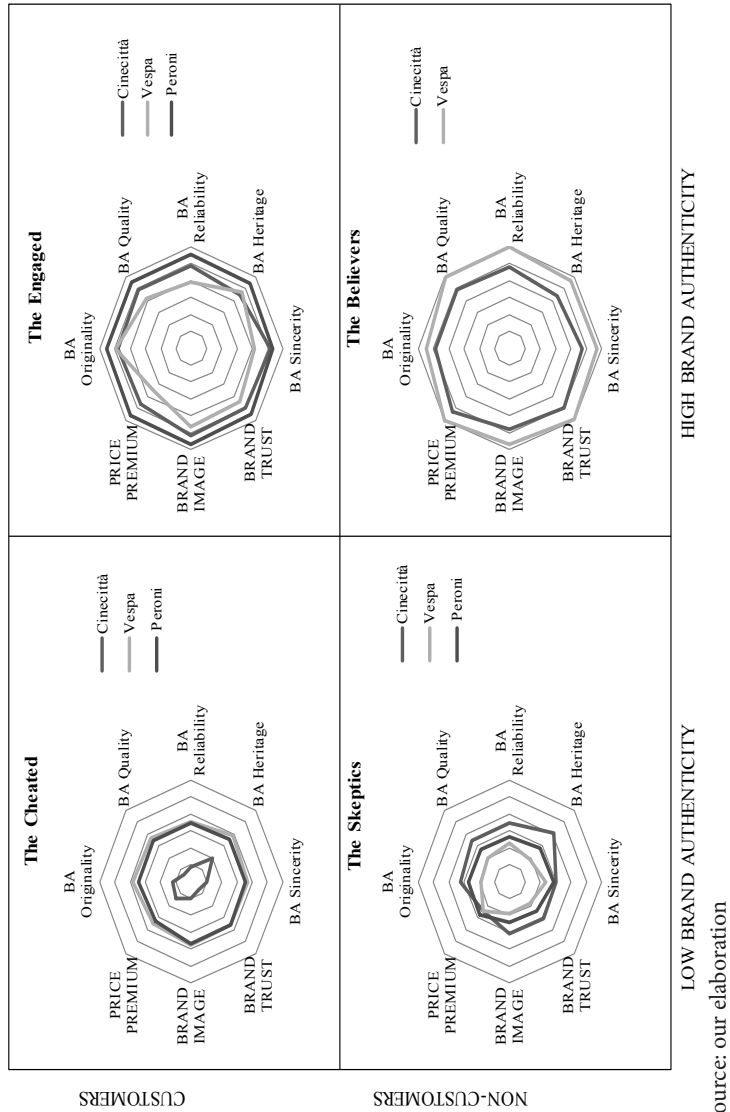 The Cheated
BA
Originality
BA Quality
BA
Reliability
BA Heritage
BA Sincerity
BRAND
TRUST
BRAND
IMAGE
PRICE
PREMIUM
Cinecittà
Vespa
Peroni
The Engaged
BA
Originality
BA Quality
BA
Reliability
BA Heritage
BA Sincerity
BRAND
TRUST
BRAND
IMAGE
PRICE
PREMIUM
Cinecittà
Vespa
Peroni
CUSTOMERS
The Skeptics
BA
Originality
BA Quality
BA
Reliability
BA Heritage
BA Sincerity
BRAND
TRUST
BRAND
IMAGE
PRICE
PREMIUM
Cinecittà
Vespa
Peroni
The Believers
BA
Originality
BA Quality
BA
Reliability
BA Heritage
BA Sincerity
BRAND
TRUST
BRAND
IMAGE
PRICE
PREMIUM
Cinecittà
Vespa
NON-CUSTOMERS
LOW BRAND AUTHENTICITY
HIGH BRAND AUTHENTICITY
ource: our elaboration